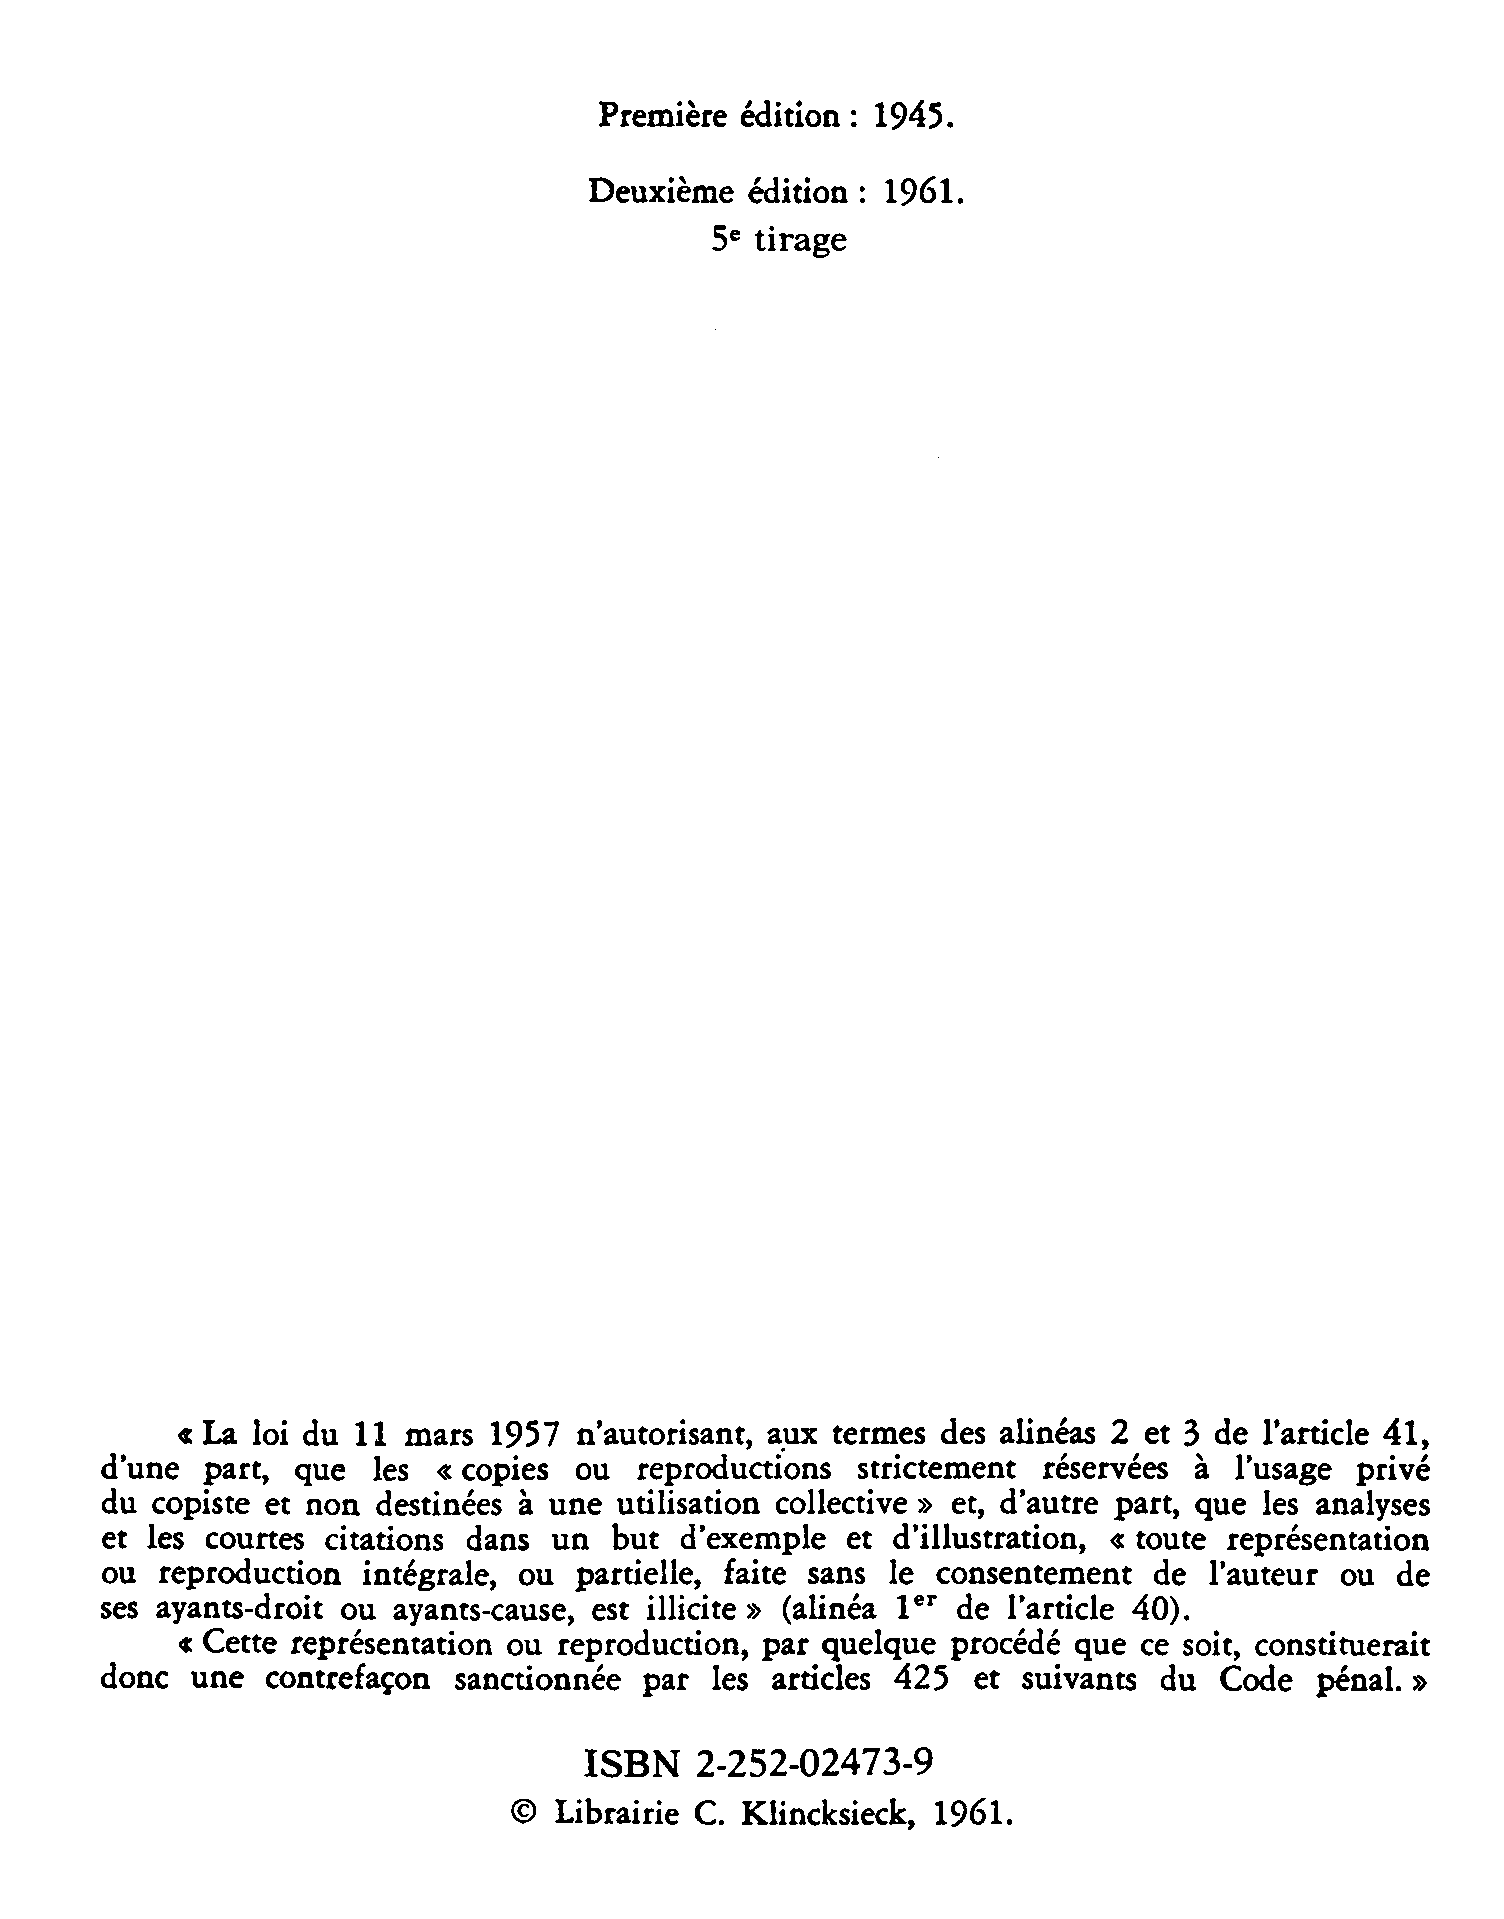 Première édition : 1945.
Deuxième édition : 1961.
5e tirage
« La loi du 11 mars 1957 n'autorisant, aux termes des alinéas 2 et 3 de l'article 41,
d'une part, que les « copies ou reproductions strictement réservées à l'usage privé
du copiste et non destinées à une utilisation collective » et, d'autre part, que les analyses
et les courtes citations dans un but d'exemple et d'illustration, « toute représentation
ou reproduction intégrale, ou partielle, faite sans le consentement de l'auteur ou de
ses ayants-droit ou ayants-cause, est illicite » (alinéa 1er de l'article 40).
« Cette représentation ou reproduction, par quelque procédé que ce soit, constituerait
donc une contrefaçon sanctionnée par les articles 425 et suivants du Code pénal. »
ISBN 2-252-02473-9
© Librairie C. Klincksieck, 1961.